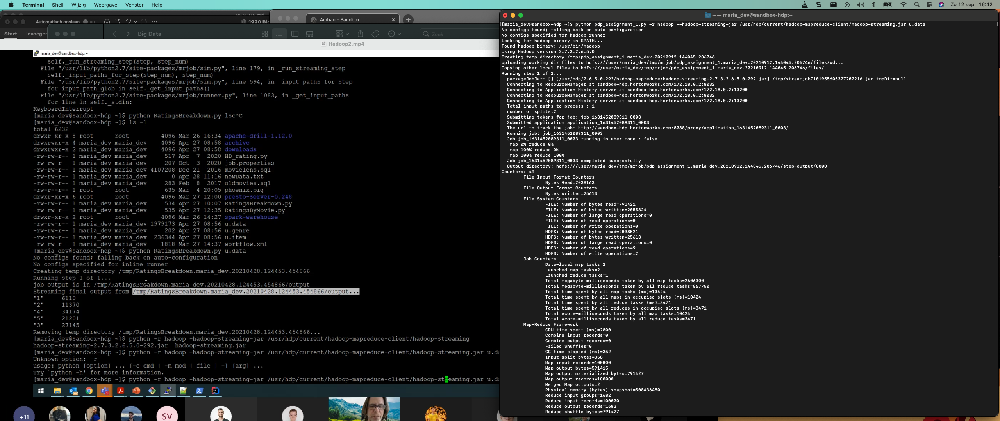 Terminal Shell Wijzig Weergave Venster Help
Zo 12 sep. 16:42
README.md
Automatisch opslaan UIT
1920 Bio
Ambari - Sandbox
Start Invoegen
Big Data
Zoek
Hadoop2.mp4
maria_dev@sandbox-hdp:~
self._run_streaming_step(step, step_num)
File "/usr/lib/python2.7/site-packages/mrjob/sim.py", line 179, in _run_streaming_step
self._input_paths_for_step(step_num), step_num)
File "/usr/lib/python2.7/site-packages/mrjob/sim.py", line 594, in _input_paths_for_step
for input_path_glob in self._get_input_paths()
File "/usr/lib/python2.7/site-packages/mrjob/runner.py", line 1083, in _get_input_paths
for line in self._stdin:
KeyboardInterrupt
[maria_dev@sandbox-hdp ~]$ python RatingsBreakdown.py lsc^C
[maria_dev@sandbox-hdp ~]$ ls -l
total 6232
drwxr-xr-x 8 root root 4096 Mar 26 16:34 apache-drill-1.12.0
drwxrwxr-x 4 maria_dev maria_dev 4096 Apr 27 08:58 archive
drwxrwxr-x 2 maria_dev maria_dev 4096 Apr 27 08:58 downloads
-rw-rw-r-- 1 maria_dev maria_dev 517 Apr 7 2020 HD_rating.py
-rw-rw-r-- 1 maria_dev maria_dev 207 Oct 3 2020 job.properties
-rw-rw-r-- 1 maria_dev maria_dev 4107208 Dec 21 2016 movielens.sql
-rw-rw-r-- 1 maria_dev maria_dev 0 Apr 28 11:16 newData.txt
-rw-rw-r-- 1 maria_dev maria_dev 283 Feb 8 2017 oldmovies.sql
-rw-r--r-- 1 root root 635 Mar 4 20:05 phoenix.pig
drwxr-xr-x 6 root root 4096 Mar 27 12:00 presto-server-0.248
-rw-rw-r-- 1 maria_dev maria_dev 534 Apr 27 10:07 RatingsBreakdown.py
-rw-rw-r-- 1 maria_dev maria_dev 535 Apr 27 12:35 RatingsByMovie.py
drwxr-xr-x 2 root root 4096 Mar 26 14:27 spark-warehouse
-rw-rw-r-- 1 maria_dev maria_dev 1979173 Apr 27 08:56 u.data
-rw-rw-r-- 1 maria_dev maria_dev 202 Apr 27 08:56 u.genre
-rw-rw-r-- 1 maria_dev maria_dev 236344 Apr 27 08:56 u.item
-rw-rw-r-- 1 maria_dev maria_dev 1818 Mar 27 14:37 workflow.xml
[maria_dev@sandbox-hdp ~]$ python RatingsBreakdown.py u.data
No configs found; falling back on auto-configuration
No configs specified for inline runner
Creating temp directory /tmp/RatingsBreakdown.maria_dev.20210428.124453.454866
Running step 1 of 1...
job output is in /tmp/RatingsBreakdown.maria_dev.20210428.124453.454866/output
Streaming final output from /tmp/RatingsBreakdown.maria_dev.20210428.124453.454866/output...
"1" 6110
"2" 11370
"4" 34174
"5" 21201
"3" 27145
Removing temp directory /tmp/RatingsBreakdown.maria_dev.20210428.124453.454866...
[maria_dev@sandbox-hdp ~]$ python -r hadoop -hadoop-streaming-jar /usr/hdp/current/hadoop-mapreduce-client/hadoop-streaming
hadoop-streaming-2.7.3.2.6.5.0-292.jar hadoop-streaming.jar
[maria_dev@sandbox-hdp ~]$ python -r hadoop -hadoop-streaming-jar /usr/hdp/current/hadoop-mapreduce-client/hadoop-streaming.jar u.da
Unknown option: -r
usage: python [option] ... [-c cmd | -m mod | file | -] [arg] ...
Try `python -h' for more information.
[maria_dev@sandbox-hdp ~]$ python -r hadoop -hadoop-streaming-jar /usr/hdp/current/hadoop-mapreduce-client/hadoop-streaming.jar u.da
+11
SV
~ — maria_dev@sandbox-hdp:~
[[maria_dev@sandbox-hdp ~]$ python pdp_assignment_1.py -r hadoop --hadoop-streaming-jar /usr/hdp/current/hadoop-mapreduce-client/hadoop-streaming.jar u.data ]
No configs found; falling back on auto-configuration
No configs specified for hadoop runner
Looking for hadoop binary in $PATH...
Found hadoop binary: /usr/bin/hadoop
Using Hadoop version 2.7.3.2.6.5.0
Creating temp directory /tmp/pdp_assignment_1.maria_dev.20210912.144045.206746
uploading working dir files to hdfs:///user/maria_dev/tmp/mrjob/pdp_assignment_1.maria_dev.20210912.144045.206746/files/wd...
Copying other local files to hdfs:///user/maria_dev/tmp/mrjob/pdp_assignment_1.maria_dev.20210912.144045.206746/files/
Running step 1 of 2...
packageJobJar: [] [/usr/hdp/2.6.5.0-292/hadoop-mapreduce/hadoop-streaming-2.7.3.2.6.5.0-292.jar] /tmp/streamjob7101955605327202216.jar tmpDir=null
Connecting to ResourceManager at sandbox-hdp.hortonworks.com/172.18.0.2:8032
Connecting to Application History server at sandbox-hdp.hortonworks.com/172.18.0.2:10200
Connecting to ResourceManager at sandbox-hdp.hortonworks.com/172.18.0.2:8032
Connecting to Application History server at sandbox-hdp.hortonworks.com/172.18.0.2:10200
Total input paths to process : 1
number of splits:2
Submitting tokens for job: job_1631452089311_0003
Submitted application application_1631452089311_0003
The url to track the job: http://sandbox-hdp.hortonworks.com:8088/proxy/application_1631452089311_0003/
Running job: job_1631452089311_0003
Job job_1631452089311_0003 running in uber mode : false
map 0% reduce 0%
map 100% reduce 0%
map 100% reduce 100%
Job job_1631452089311_0003 completed successfully
Output directory: hdfs:///user/maria_dev/tmp/mrjob/pdp_assignment_1.maria_dev.20210912.144045.206746/step-output/0000
Counters: 49
File Input Format Counters
Bytes Read=2038163
File Output Format Counters
Bytes Written=25613
File System Counters
FILE: Number of bytes read=791421
FILE: Number of bytes written=2055824
FILE: Number of large read operations=0
FILE: Number of read operations=0
FILE: Number of write operations=0
HDFS: Number of bytes read=2038521
HDFS: Number of bytes written=25613
HDFS: Number of large read operations=0
HDFS: Number of read operations=9
HDFS: Number of write operations=2
Job Counters
Data-local map tasks=2
Launched map tasks=2
Launched reduce tasks=1
Total megabyte-milliseconds taken by all map tasks=2606000
Total megabyte-milliseconds taken by all reduce tasks=867750
Total time spent by all map tasks (ms)=10424
Total time spent by all maps in occupied slots (ms)=10424
Total time spent by all reduce tasks (ms)=3471
Total time spent by all reduces in occupied slots (ms)=3471
Total vcore-milliseconds taken by all map tasks=10424
Total vcore-milliseconds taken by all reduce tasks=3471
Map-Reduce Framework
CPU time spent (ms)=2800
Combine input records=0
Combine output records=0
Failed Shuffles=0
GC time elapsed (ms)=352
Input split bytes=358
Map input records=100000
Map output bytes=591415
Map output materialized bytes=791427
Map output records=100000
Merged Map outputs=2
Physical memory (bytes) snapshot=508436480
Reduce input groups=1682
Reduce input records=100000
Reduce output records=1682
Reduce shuffle bytes=791427